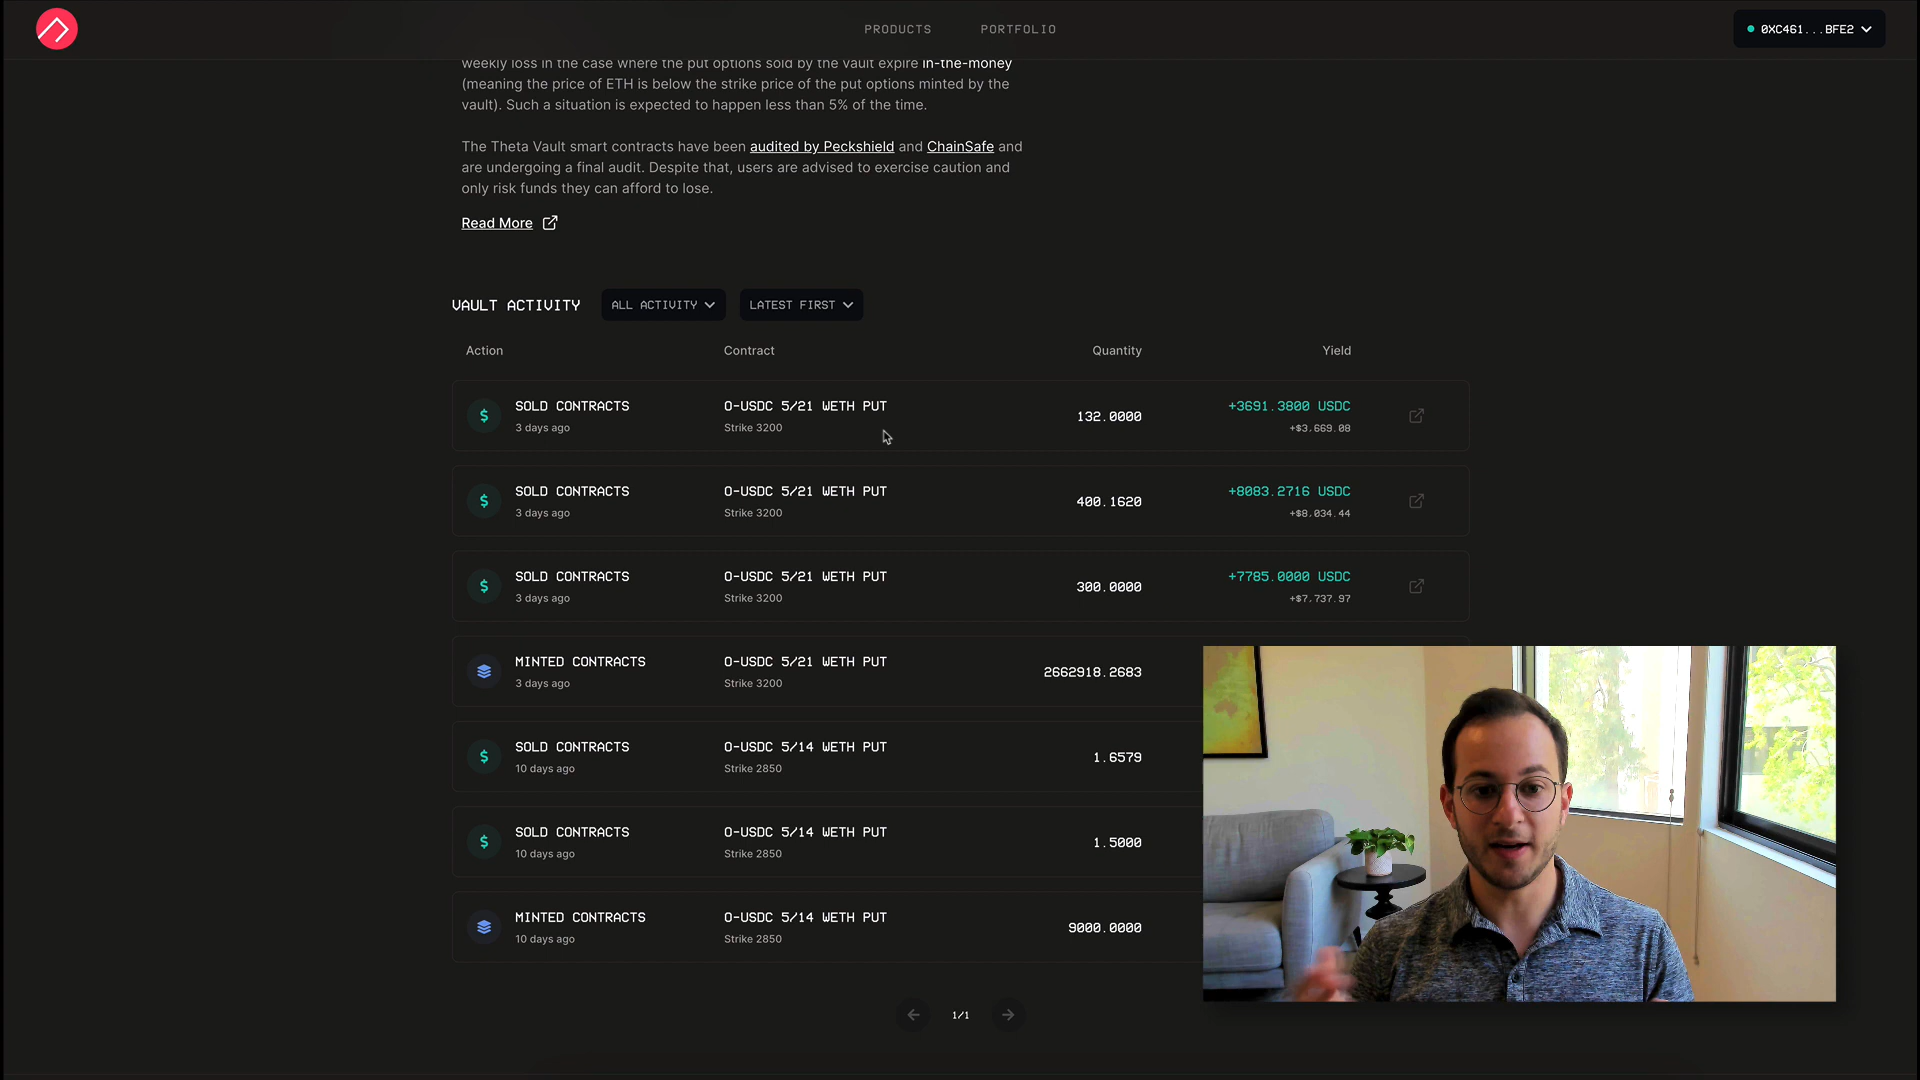 PRODUCTS
PORTFOLIO
0XC461...BFE2
weekly loss in the case where the put options sold by the vault expire in-the-money
(meaning the price of ETH is below the strike price of the put options minted by the
vault). Such a situation is expected to happen less than 5% of the time.
The Theta Vault smart contracts have been audited by Peckshield and ChainSafe and
are undergoing a final audit. Despite that, users are advised to exercise caution and
only risk funds they can afford to lose.
Read More
VAULT ACTIVITY
ALL ACTIVITY
LATEST FIRST
Action Contract Quantity Yield
SOLD CONTRACTS O-USDC 5/21 WETH PUT 132.0000 +3691.3800 USDC
3 days ago Strike 3200 +$3,669.08
SOLD CONTRACTS O-USDC 5/21 WETH PUT 400.1620 +8083.2716 USDC
3 days ago Strike 3200 +$8,034.44
SOLD CONTRACTS O-USDC 5/21 WETH PUT 300.0000 +7785.0000 USDC
3 days ago Strike 3200 +$7,737.97
MINTED CONTRACTS O-USDC 5/21 WETH PUT 2662918.2683
3 days ago Strike 3200
SOLD CONTRACTS O-USDC 5/14 WETH PUT 1.6579
10 days ago Strike 2850
SOLD CONTRACTS O-USDC 5/14 WETH PUT 1.5000
10 days ago Strike 2850
MINTED CONTRACTS O-USDC 5/14 WETH PUT 9000.0000
10 days ago Strike 2850
1/1